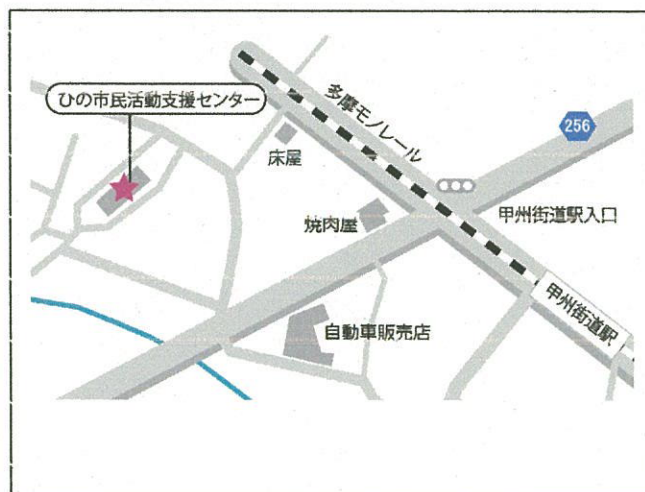 ひの市民活動支援センター
多摩モノレール
256
床屋
焼肉屋
甲州街道駅入口
甲州街道駅
自動車販売店